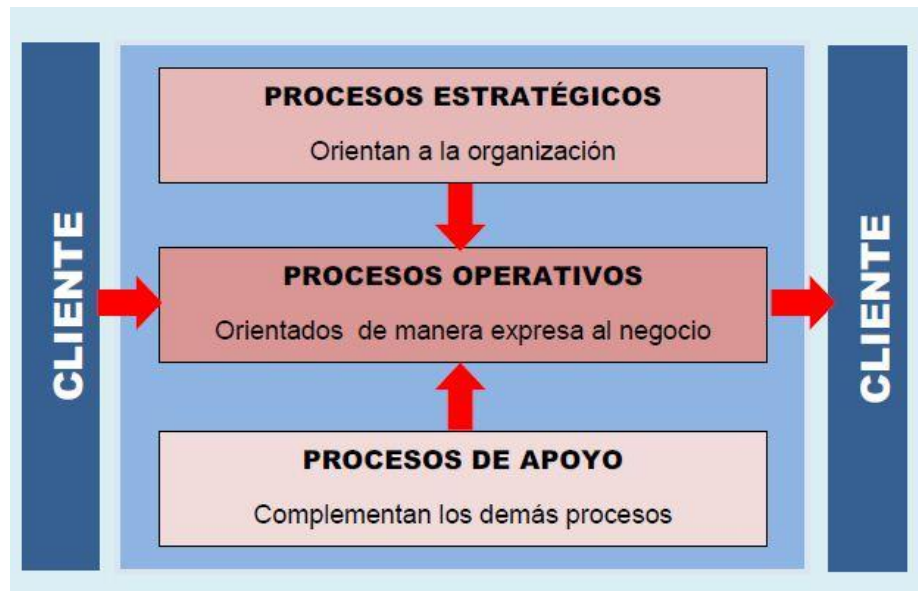 CLIENTE
PROCESOS ESTRATÉGICOS
Orientan a la organización
PROCESOS OPERATIVOS
Orientados de manera expresa al negocio
PROCESOS DE APOYO
Complementan los demás procesos
CLIENTE